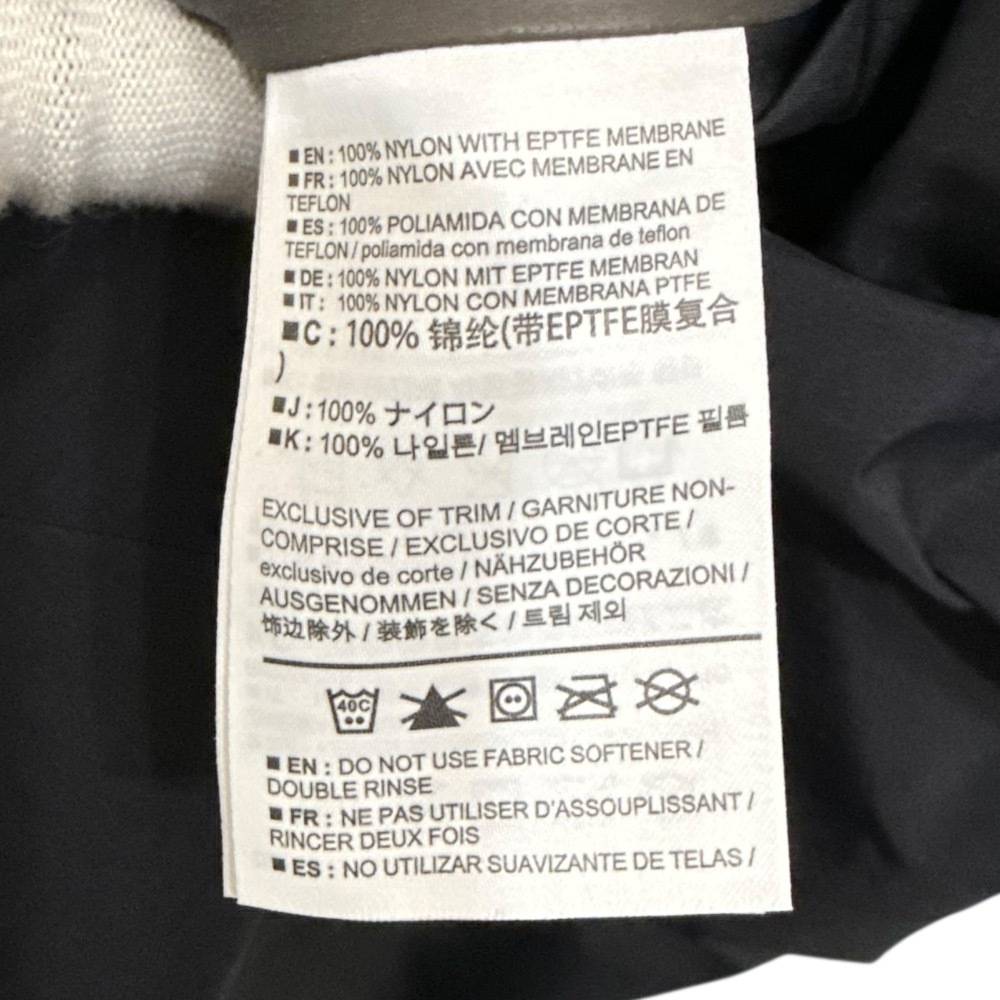 ■ EN : 100% NYLON WITH EPTFE MEMBRANE
■ FR : 100% NYLON AVEC MEMBRANE EN
TEFLON
■ ES : 100% POLIAMIDA CON MEMBRANA DE
TEFLON / poliamida con membrana de teflon
■ DE : 100% NYLON MIT EPTFE MEMBRAN
■ IT : 100% NYLON CON MEMBRANA PTFE
■ C : 100% 锦纶(带EPTFE膜复合
)
■ J : 100% ナイロン
■ K : 100% 나일론/ 멤브레인EPTFE 필름
EXCLUSIVE OF TRIM / GARNITURE NON-
COMPRISE / EXCLUSIVO DE CORTE /
exclusivo de corte / NÄHZUBEHÖR
AUSGENOMMEN / SENZA DECORAZIONI /
饰边除外 / 装飾を除く / 트림 제외
40C
■ EN : DO NOT USE FABRIC SOFTENER /
DOUBLE RINSE
■ FR : NE PAS UTILISER D'ASSOUPLISSANT /
RINCER DEUX FOIS
■ ES : NO UTILIZAR SUAVIZANTE DE TELAS /